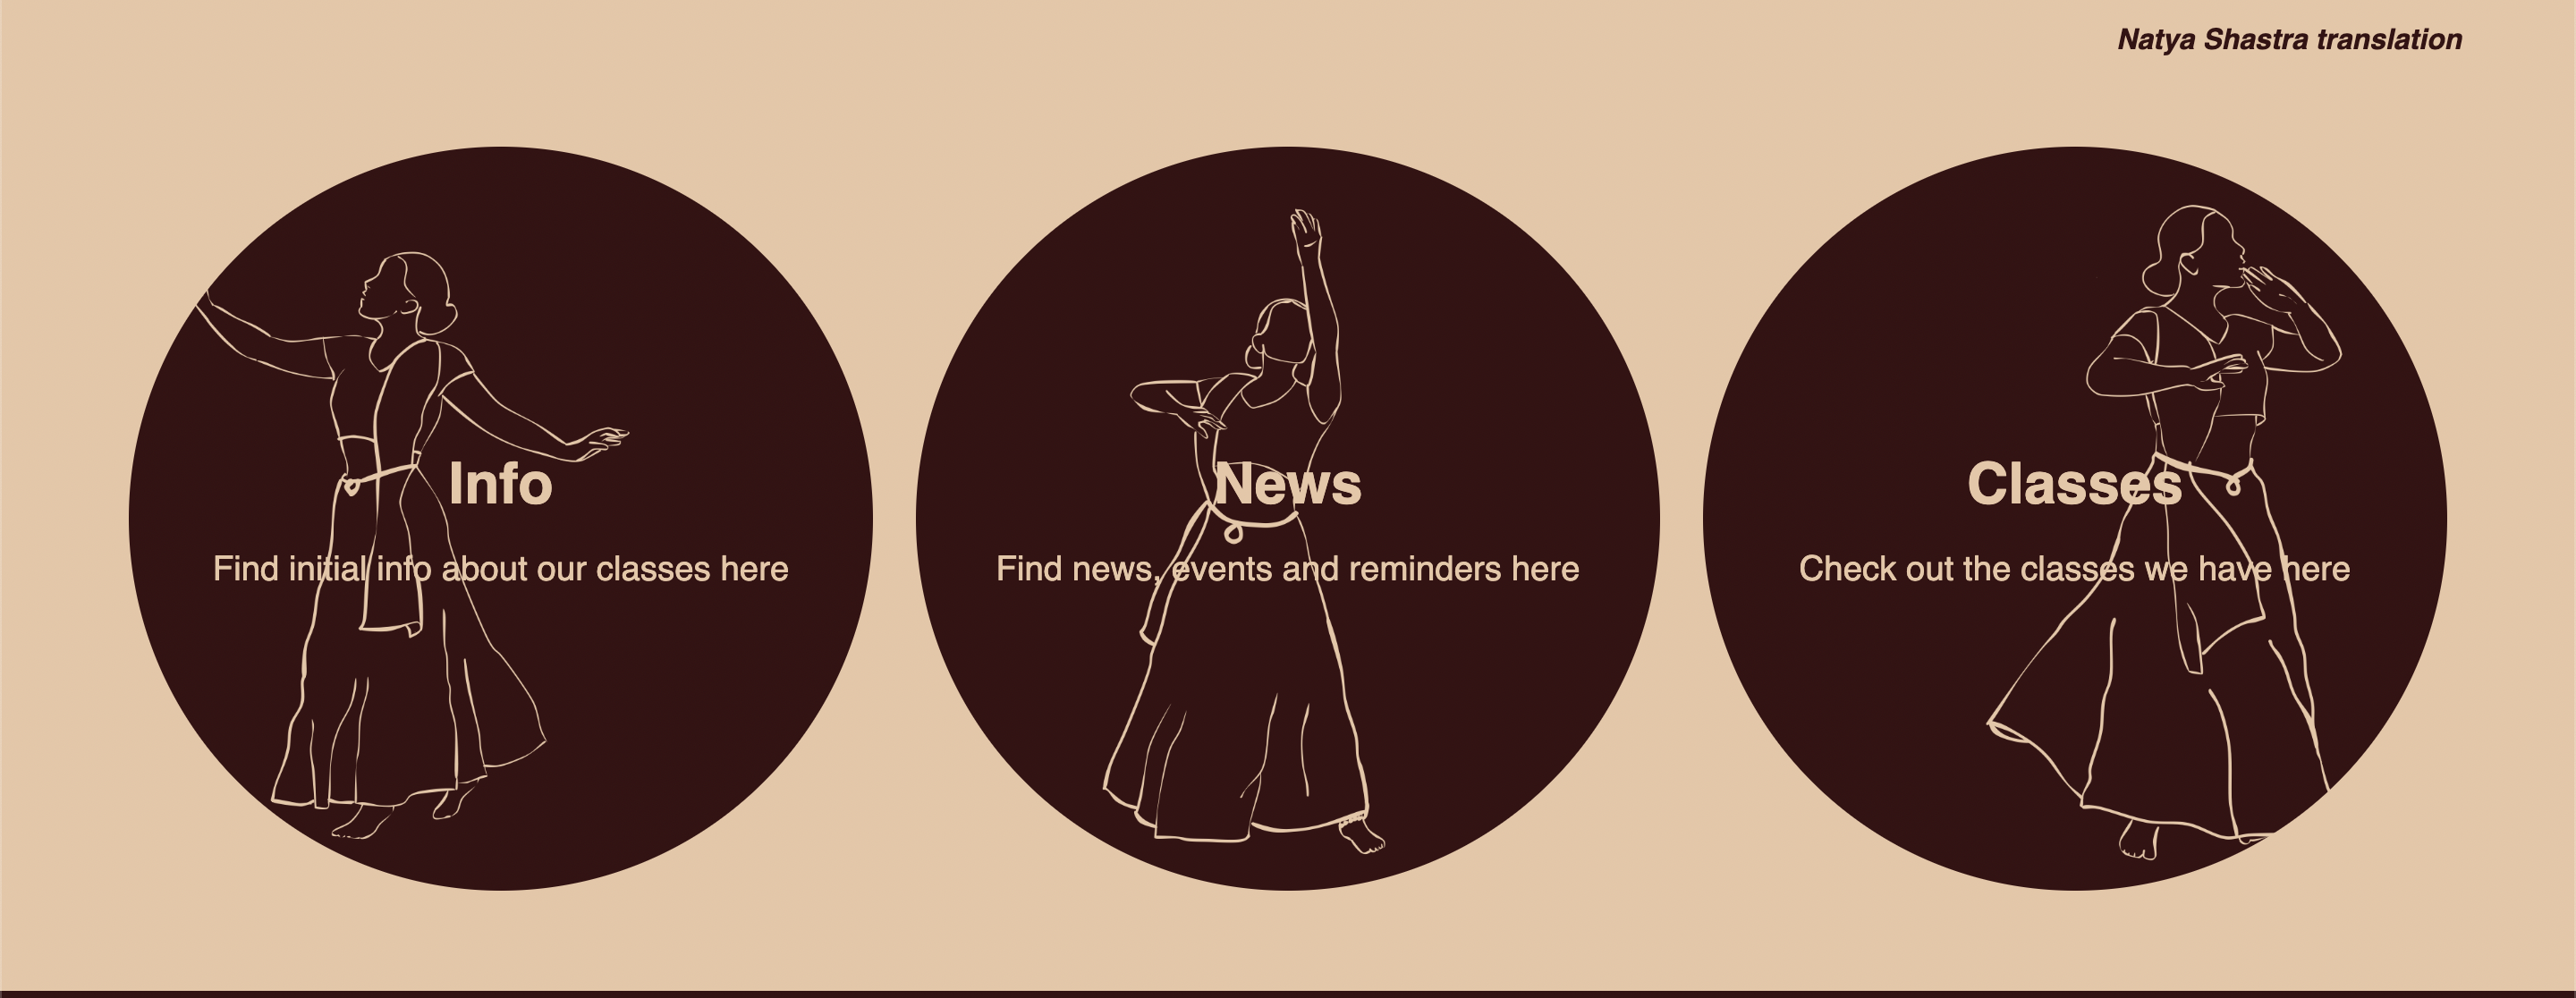 Natya Shastra translation
Info
Find initial info about our classes here
News
Find news, events and reminders here
Classes
Check out the classes we have here